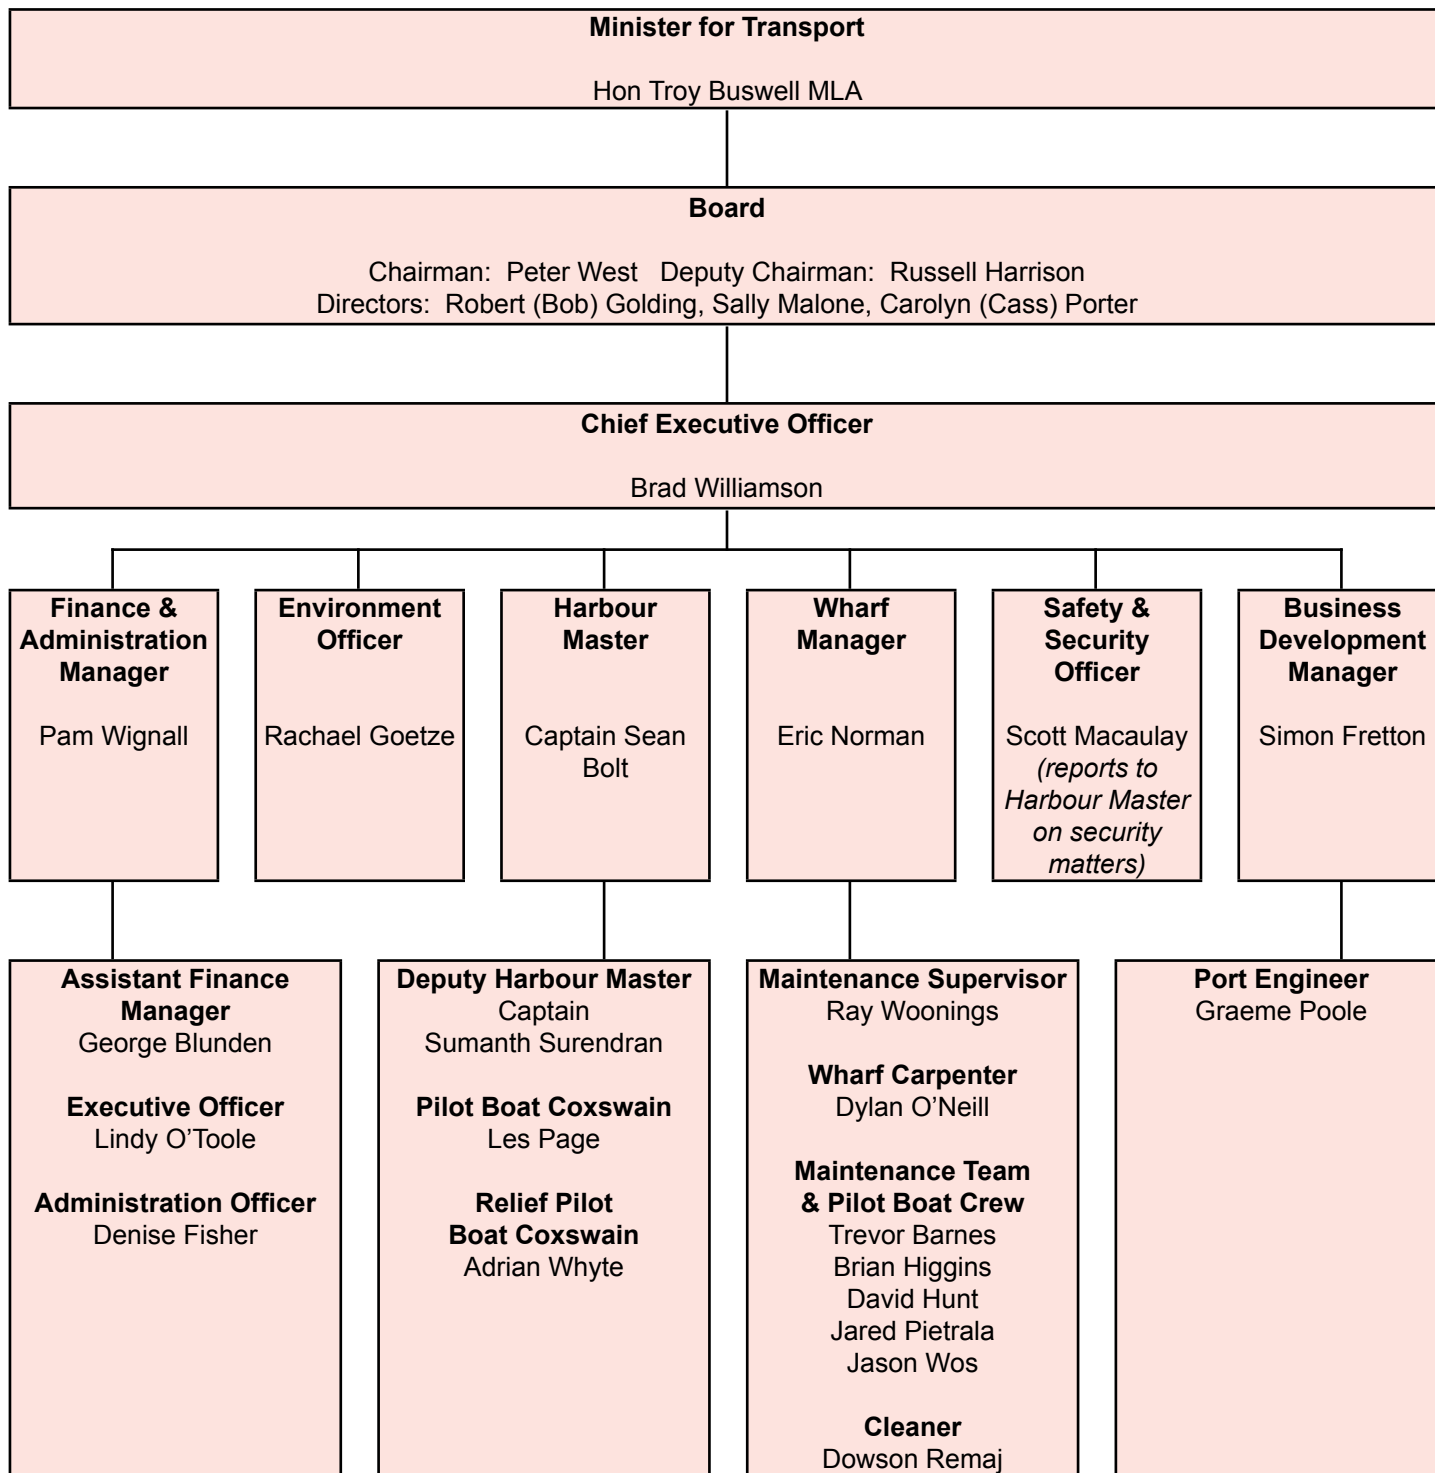 Minister for Transport
Hon Troy Buswell MLA
Board
Chairman:  Peter West   Deputy Chairman:  Russell Harrison
Directors:  Robert (Bob) Golding, Sally Malone, Carolyn (Cass) Porter
Chief Executive Officer
Brad Williamson
Finance &
Administration
Manager
Pam Wignall
Environment
Officer
Rachael Goetze
Harbour
Master
Captain Sean
Bolt
Wharf
Manager
Eric Norman
Safety &
Security
Officer
Scott Macaulay
(reports to
Harbour Master
on security
matters)
Business
Development
Manager
Simon Fretton
Assistant Finance
Manager
George Blunden
Executive Officer
Lindy O’Toole
Administration Officer
Denise Fisher
Deputy Harbour Master
Captain
Sumanth Surendran
Pilot Boat Coxswain
Les Page
Relief Pilot
Boat Coxswain
Adrian Whyte
Maintenance Supervisor
Ray Woonings
Wharf Carpenter
Dylan O’Neill
Maintenance Team
& Pilot Boat Crew
Trevor Barnes
Brian Higgins
David Hunt
Jared Pietrala
Jason Wos
Cleaner
Dowson Remaj
Port Engineer
Graeme Poole